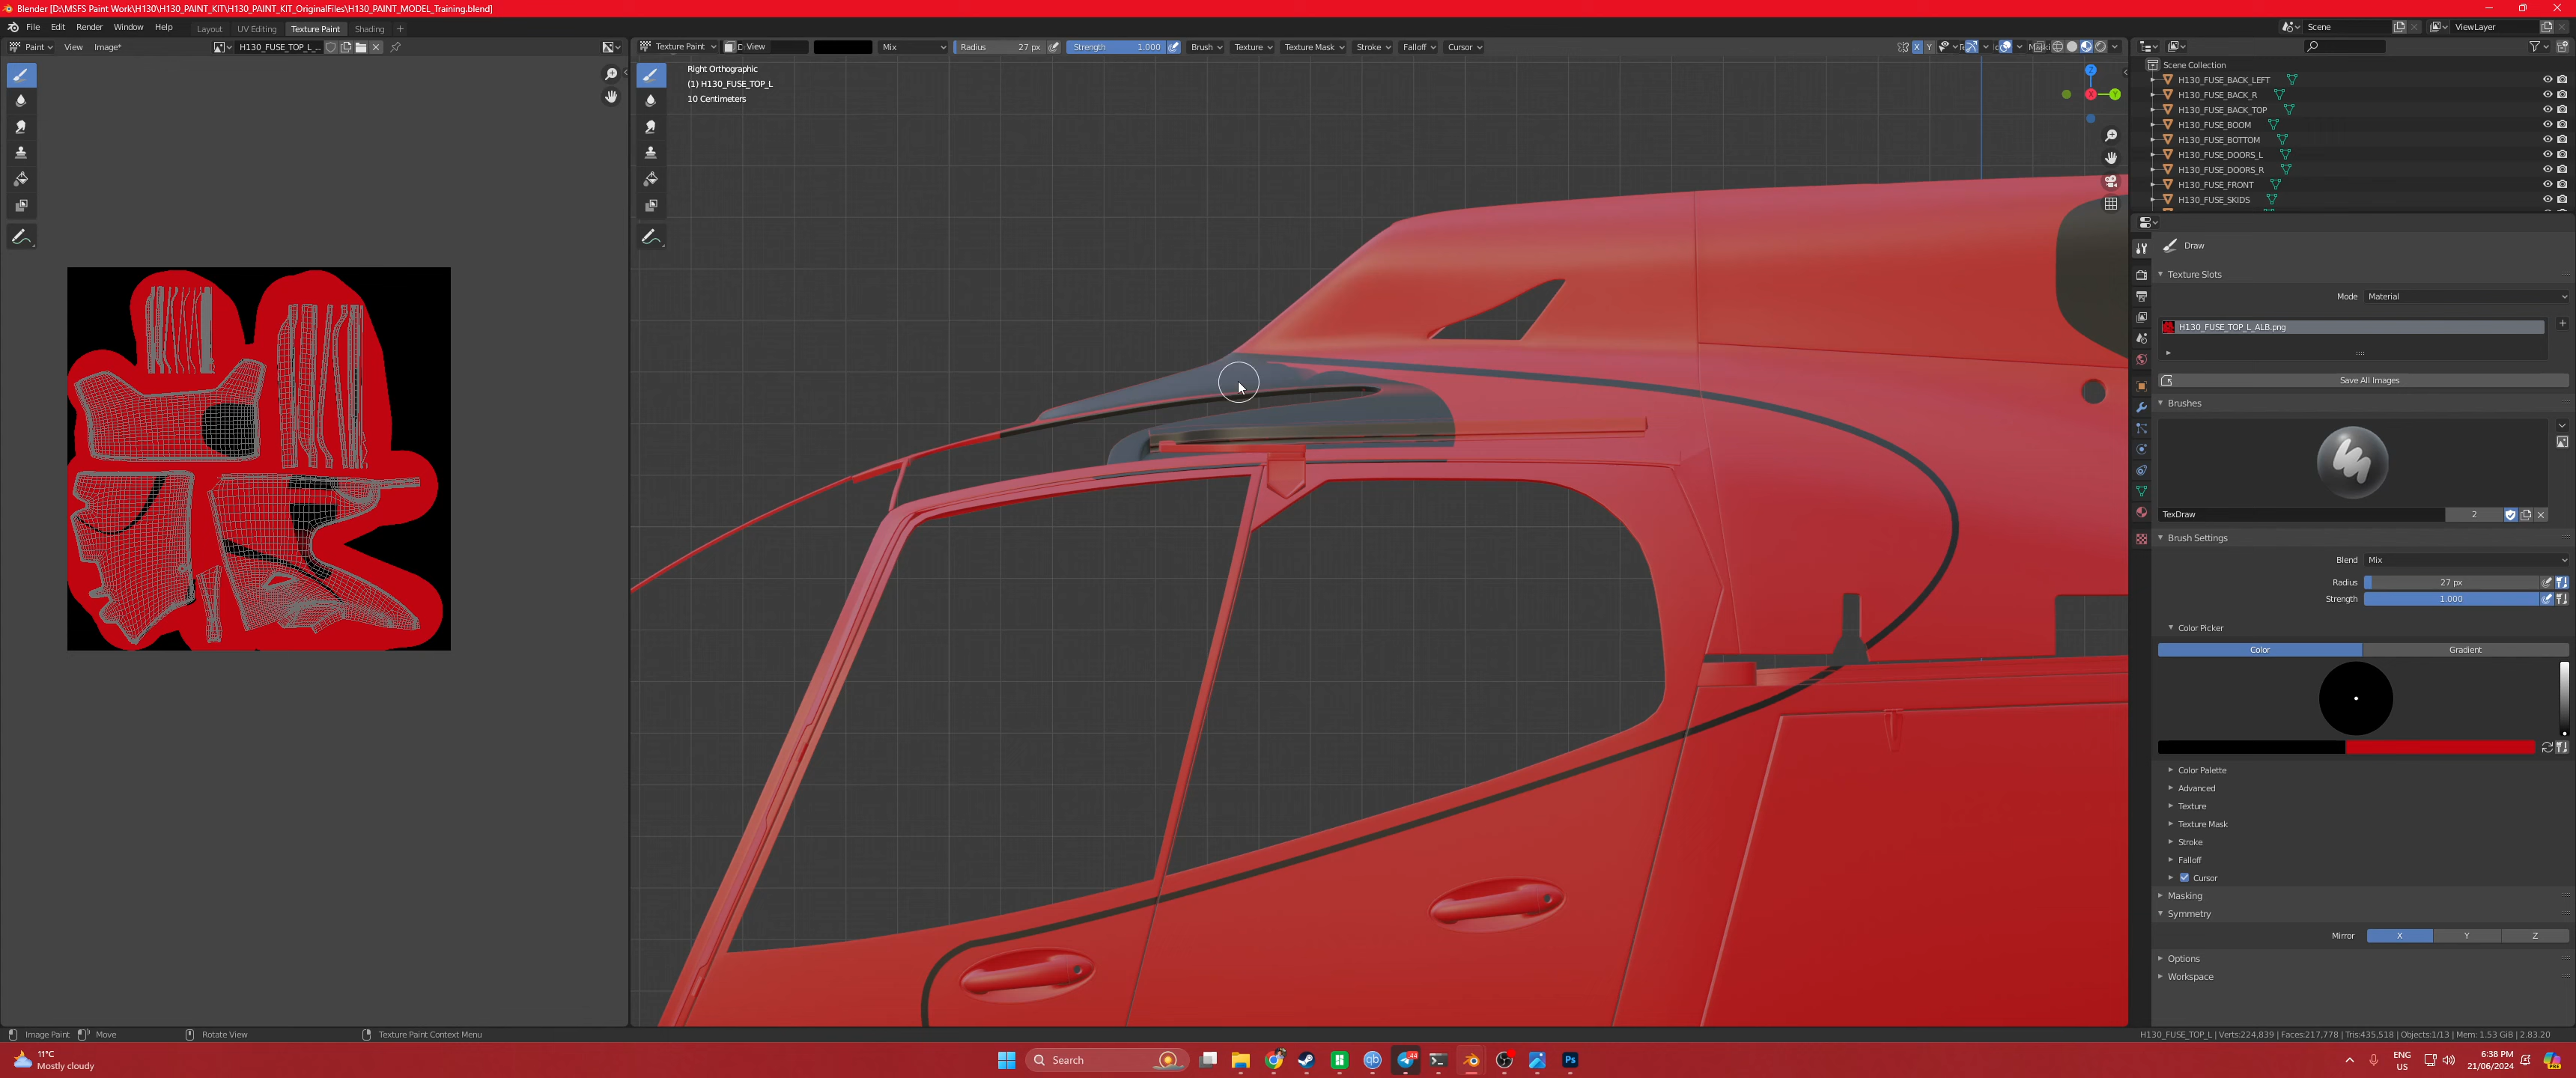 Blender [D:\MSFS Paint Work\H130\H130_PAINT_KIT\H130_PAINT_KIT_OriginalFiles\H130_PAINT_MODEL_Training.blend]
File Edit Render Window Help Layout UV Editing Texture Paint Shading + Scene ViewLayer
Paint View Image* H130_FUSE_TOP_L_... Texture Paint View Mix Radius 27 px Strength 1.000 Brush Texture Texture Mask Stroke Falloff Cursor X Y
Right Orthographic
(1) H130_FUSE_TOP_L
10 Centimeters
Z
X
Y
Scene Collection
H130_FUSE_BACK_LEFT
H130_FUSE_BACK_R
H130_FUSE_BACK_TOP
H130_FUSE_BOOM
H130_FUSE_BOTTOM
H130_FUSE_DOORS_L
H130_FUSE_DOORS_R
H130_FUSE_FRONT
H130_FUSE_SKIDS
Draw
Texture Slots
Mode Material
H130_FUSE_TOP_L_ALB.png
Save All Images
Brushes
TexDraw 2
Brush Settings
Blend Mix
Radius 27 px
Strength 1.000
Color Picker
Color Gradient
Color Palette
Advanced
Texture
Texture Mask
Stroke
Falloff
Cursor
Masking
Symmetry
Mirror X Y Z
Options
Workspace
Image Paint Move Rotate View Texture Paint Context Menu H130_FUSE_TOP_L | Verts:224,839 | Faces:217,778 | Tris:435,518 | Objects:1/13 | Mem: 1.53 GiB | 2.83.20
11°C
Mostly cloudy
Search
qb
44
Ps
ENG
US
6:38 PM
21/06/2024